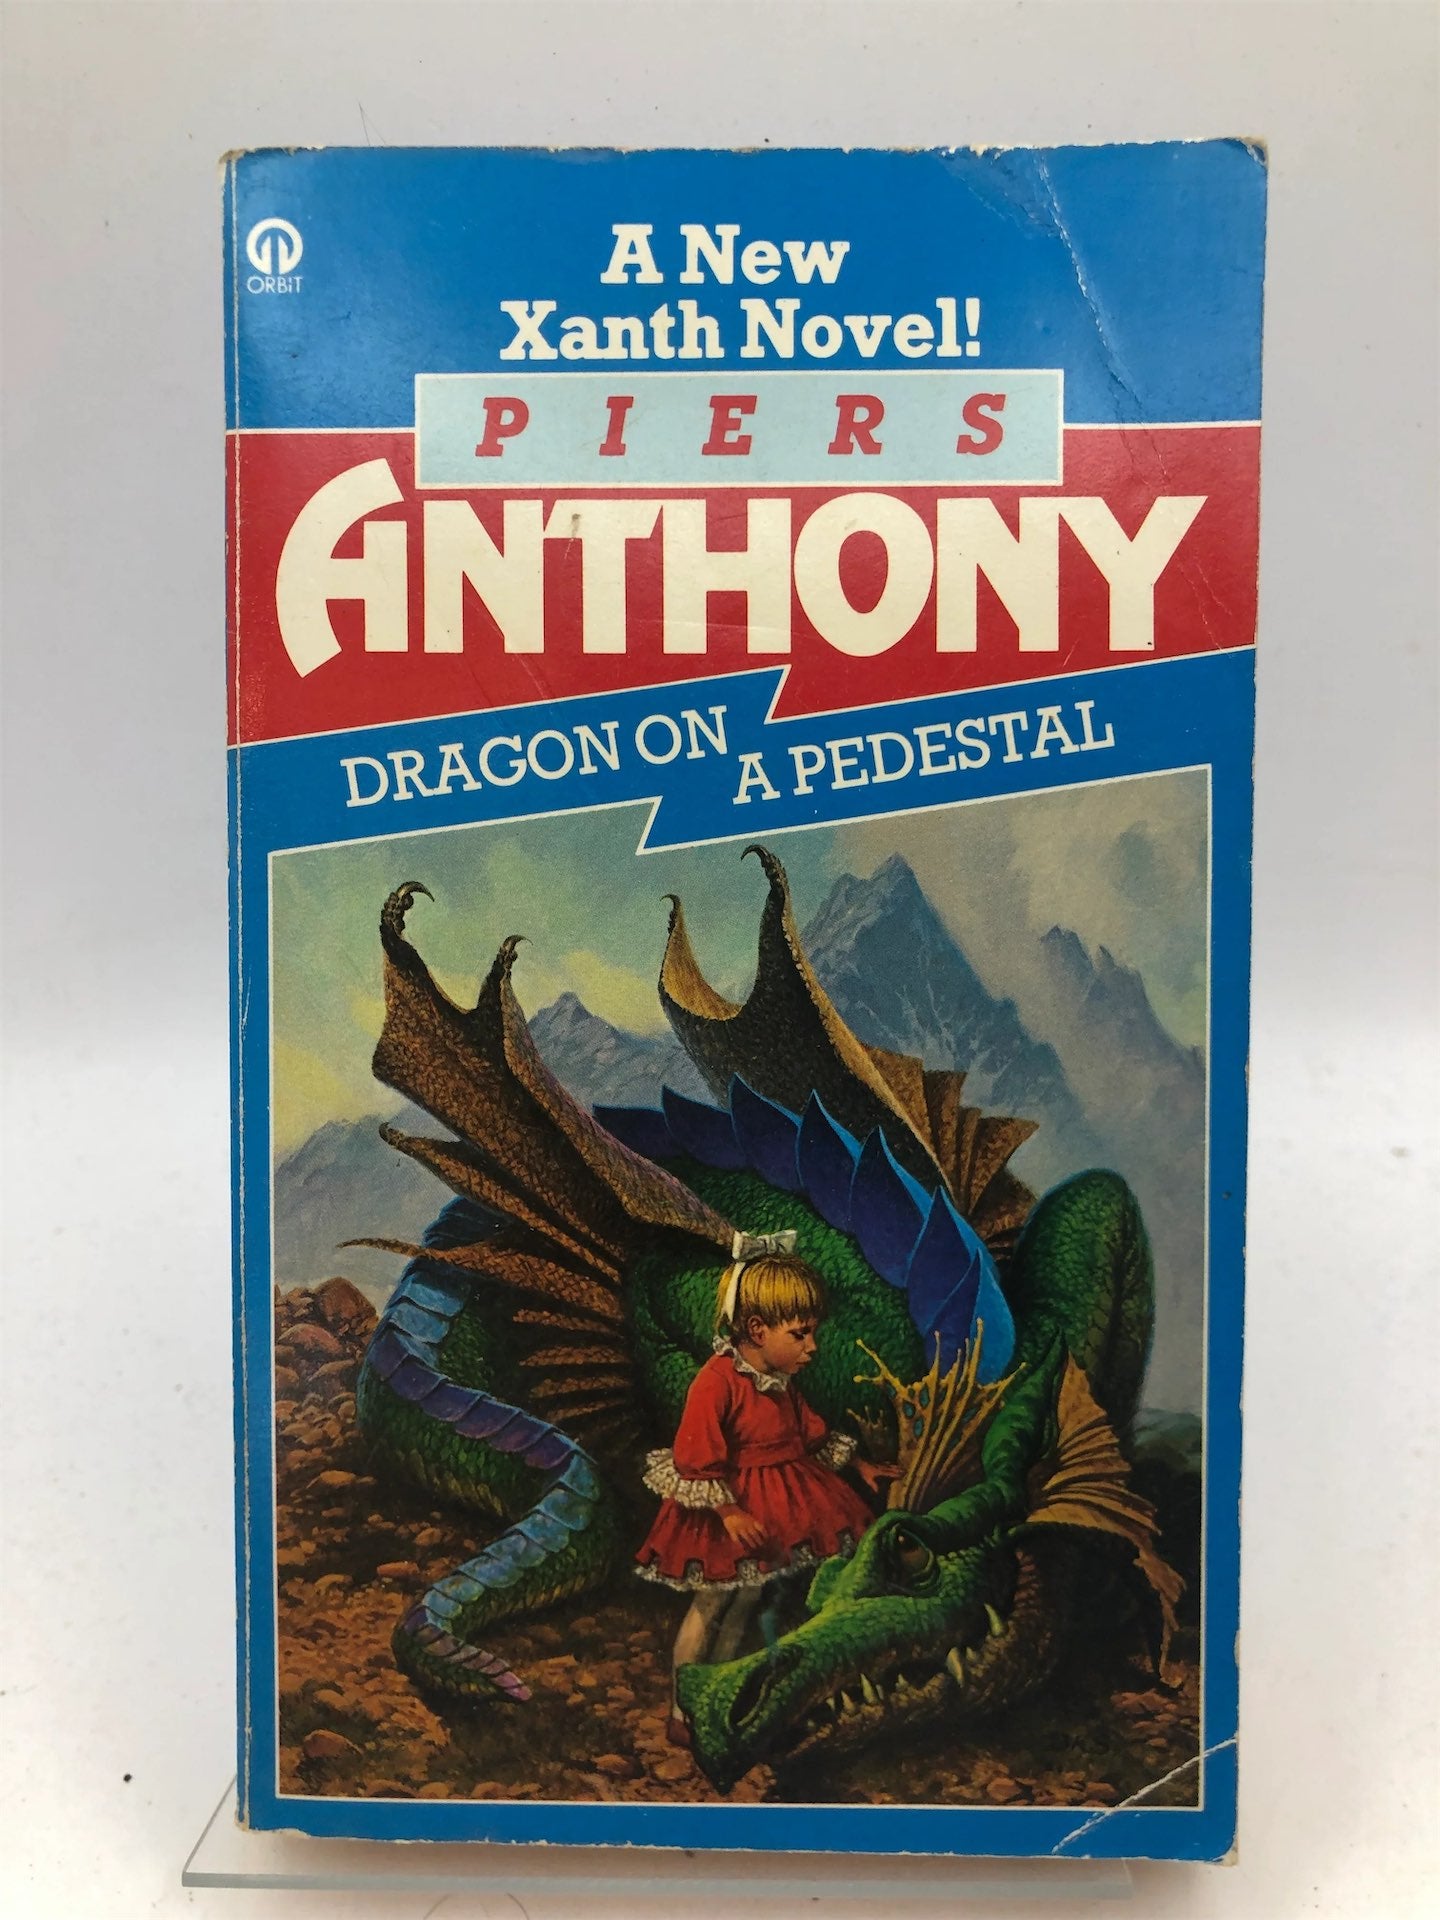 ORBIT
A New
Xanth Novel!
PIERS
ANTHONY
DRAGON ON
A PEDESTAL